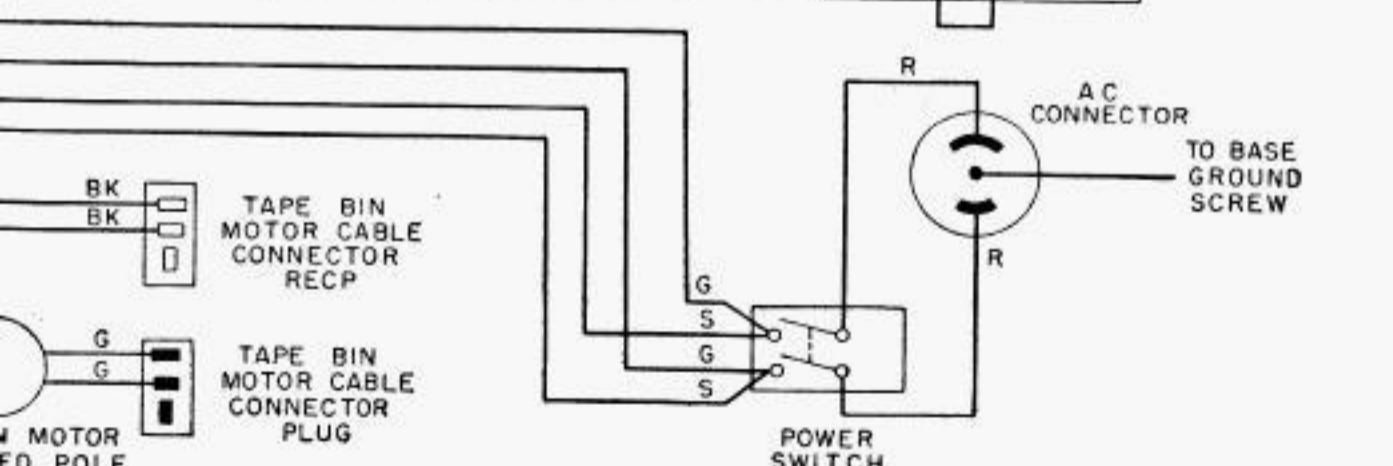 R
A C
CONNECTOR
TO BASE
GROUND
SCREW
BK
BK
TAPE BIN
MOTOR CABLE
CONNECTOR
RECP
R
G
S
G
S
G
G
TAPE BIN
MOTOR CABLE
CONNECTOR
PLUG
MOTOR
POWER
SWITCH